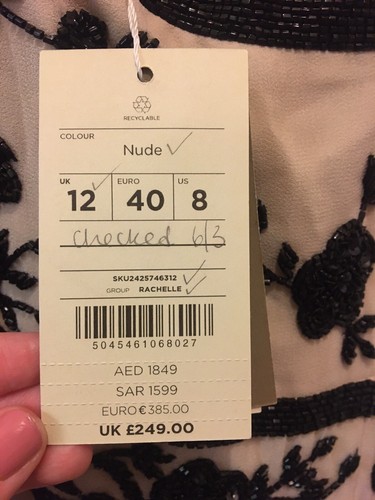 RECYCLABLE
COLOUR
Nude
UK 12 EURO 40 US 8
checked 6/3
SKU2425746312
GROUP RACHELLE
5045461068027
AED 1849
SAR 1599
EURO €385.00
UK £249.00